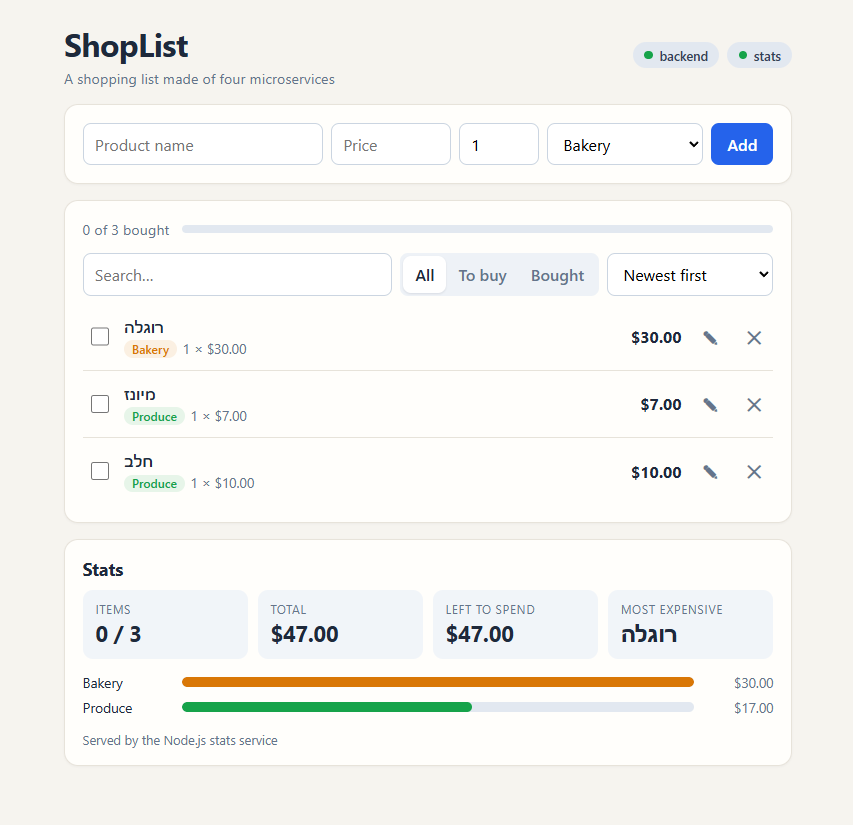 ShopList
backend
stats
A shopping list made of four microservices
Product name
Price
1
Bakery
Add
0 of 3 bought
Search...
All
To buy
Bought
Newest first
רוגלה
Bakery 1 × $30.00
$30.00
מיונז
Produce 1 × $7.00
$7.00
חלב
Produce 1 × $10.00
$10.00
Stats
ITEMS
0 / 3
TOTAL
$47.00
LEFT TO SPEND
$47.00
MOST EXPENSIVE
רוגלה
Bakery
$30.00
Produce
$17.00
Served by the Node.js stats service